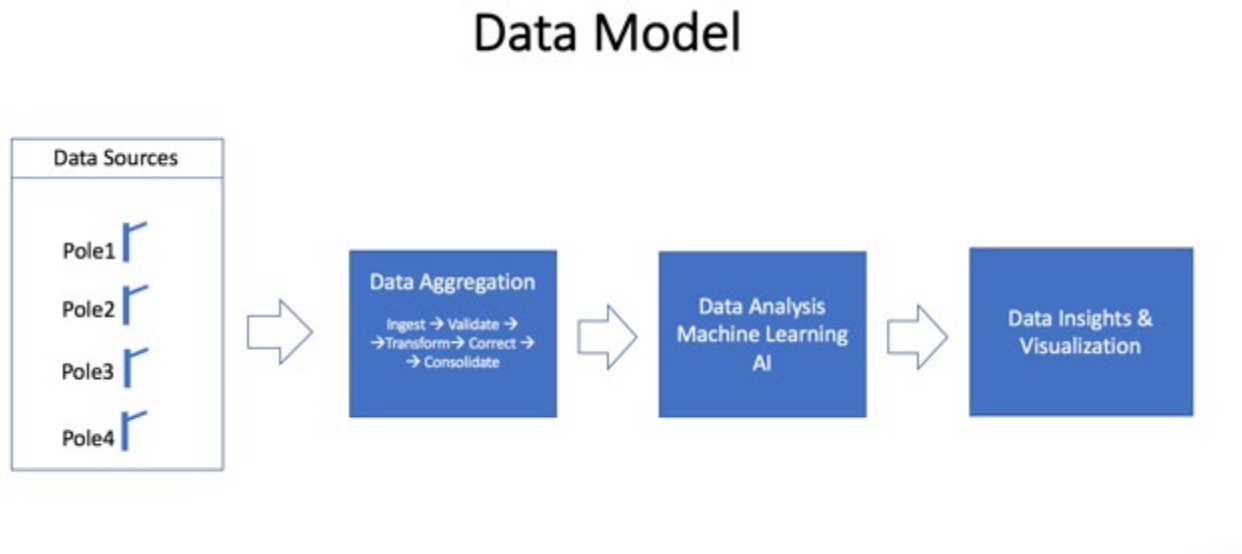 Data Model
Data Sources
Pole1
Pole2
Pole3
Pole4
Data Aggregation
Ingest → Validate →
→Transform→ Correct →
→ Consolidate
Data Analysis
Machine Learning
AI
Data Insights &
Visualization